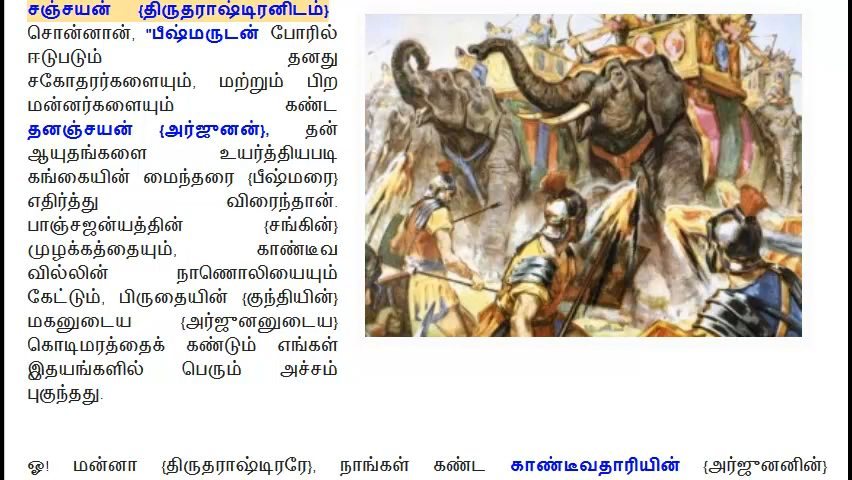 சஞ்சயன் {திருதராஷ்டிரனிடம்}
சொன்னான், "பீஷ்மருடன் போரில்
ஈடுபடும் தனது
சகோதரர்களையும், மற்றும் பிற
மன்னர்களையும் கண்ட
தனஞ்சயன் {அர்ஜுனன்}, தன்
ஆயுதங்களை உயர்த்தியபடி
கங்கையின் மைந்தரை {பீஷ்மரை}
எதிர்த்து விரைந்தான்.
பாஞ்சஜன்யத்தின் {சங்கின்}
முழக்கத்தையும், காண்டீவ
வில்லின் நாணொலியையும்
கேட்டும், பிருதையின் {குந்தியின்}
மகனுடைய {அர்ஜுனனுடைய}
கொடிமரத்தைக் கண்டும் எங்கள்
இதயங்களில் பெரும் அச்சம்
புகுந்தது.
ஓ! மன்னா {திருதராஷ்டிரரே}, நாங்கள் கண்ட காண்டீவதாரியின் {அர்ஜுனனின்}